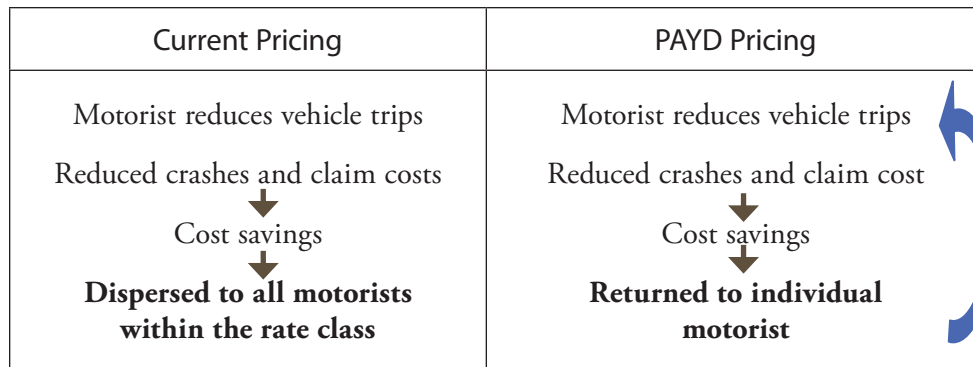 Current Pricing
PAYD Pricing
Motorist reduces vehicle trips
Reduced crashes and claim costs
Cost savings
Dispersed to all motorists
within the rate class
Motorist reduces vehicle trips
Reduced crashes and claim cost
Cost savings
Returned to individual
motorist